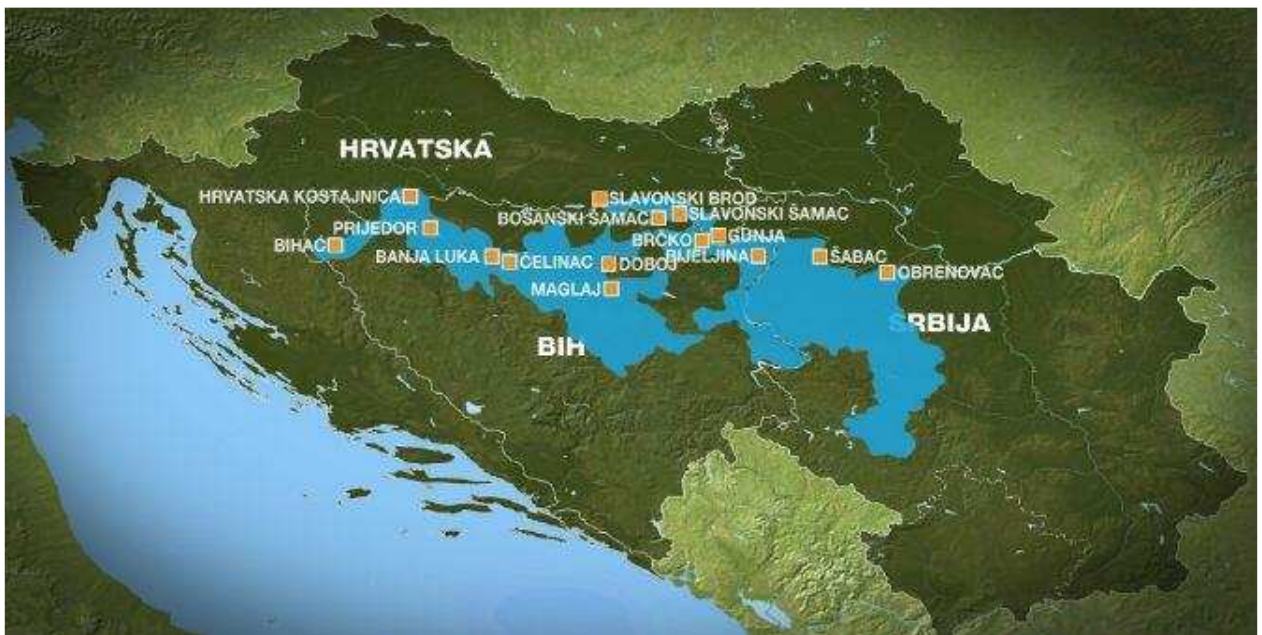 HRVATSKA
HRVATSKA KOSTAJNICA
SLAVONSKI BROD
BOSANSKI ŠAMAC
SLAVONSKI ŠAMAC
PRIJEDOR
GUNJA
BRČKO
BIHAĆ
BANJA LUKA
ČELINAC
DOBOJ
BIJELJINA
ŠABAC
OBRENOVAC
MAGLAJ
SRBIJA
BIH